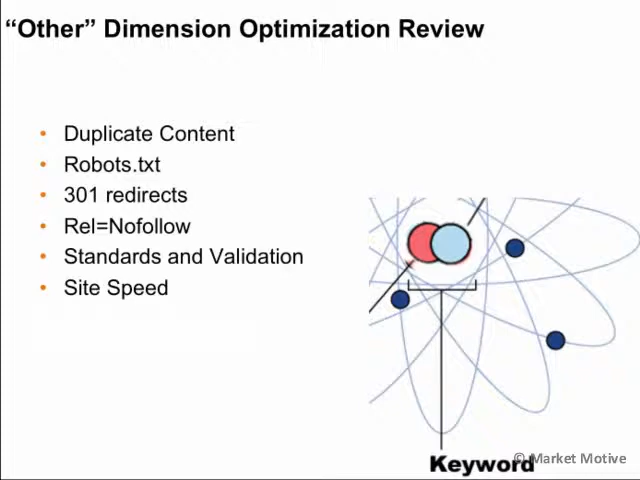 “Other” Dimension Optimization Review
• Duplicate Content
• Robots.txt
• 301 redirects
• Rel=Nofollow
• Standards and Validation
• Site Speed
Keyword
© Market Motive